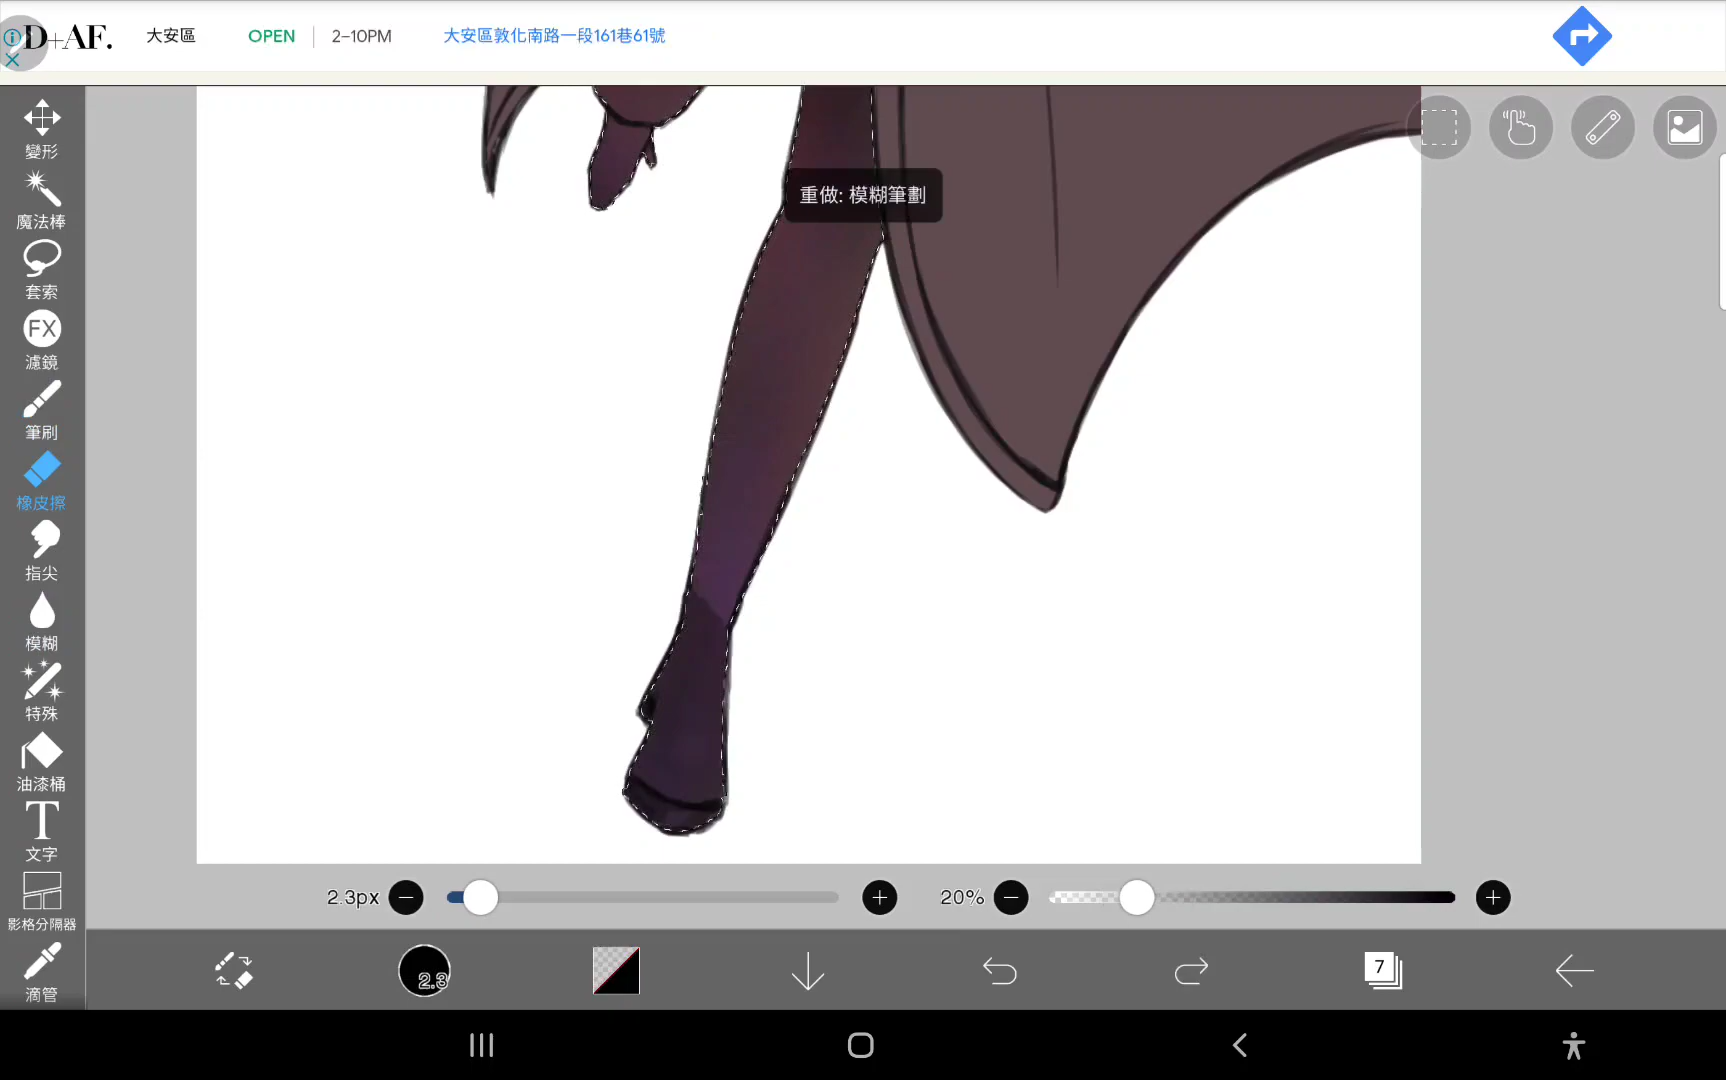 D+AF.
大安區
OPEN
2–10PM
大安區敦化南路一段161巷61號
變形
魔法棒
套索
FX
濾鏡
筆刷
橡皮擦
指尖
模糊
特殊
油漆桶
T
文字
影格分隔器
滴管
重做: 模糊筆劃
2.3px
20%
2.3
7